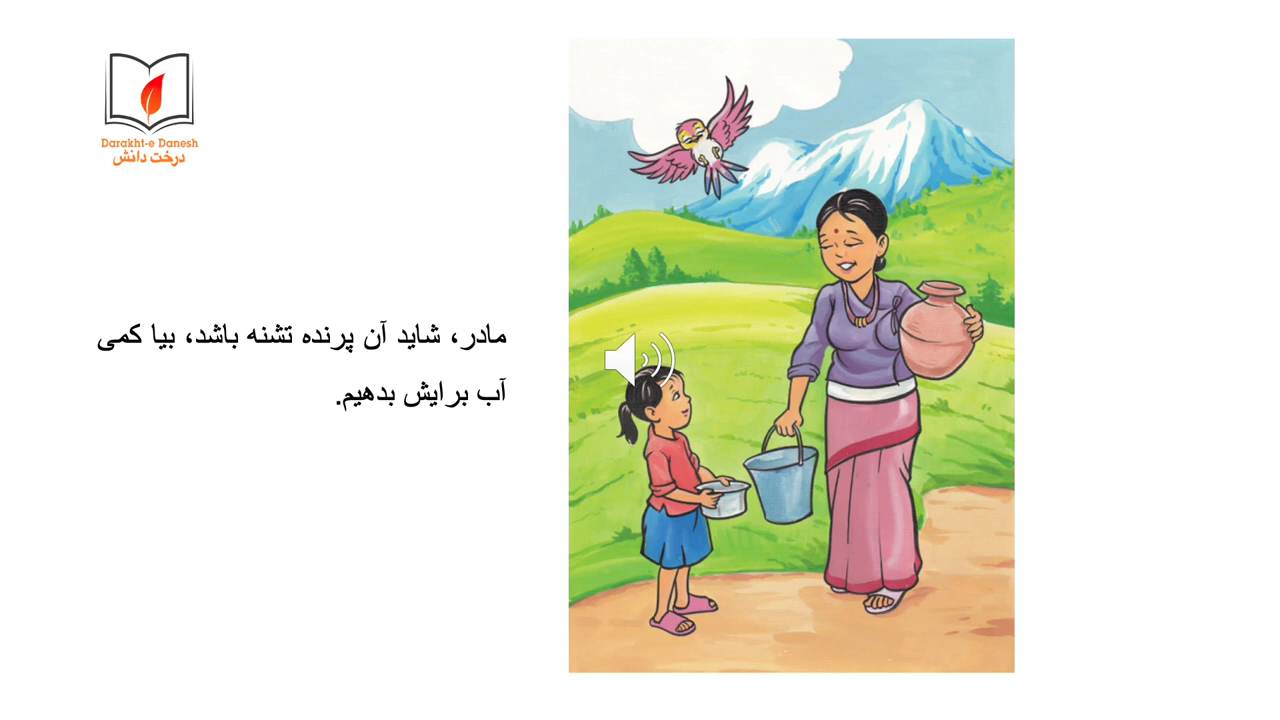 Darakht-e Danesh
درخت دانش
مادر، شاید آن پرنده تشنه باشد، بیا کمی
آب برایش بدهیم.